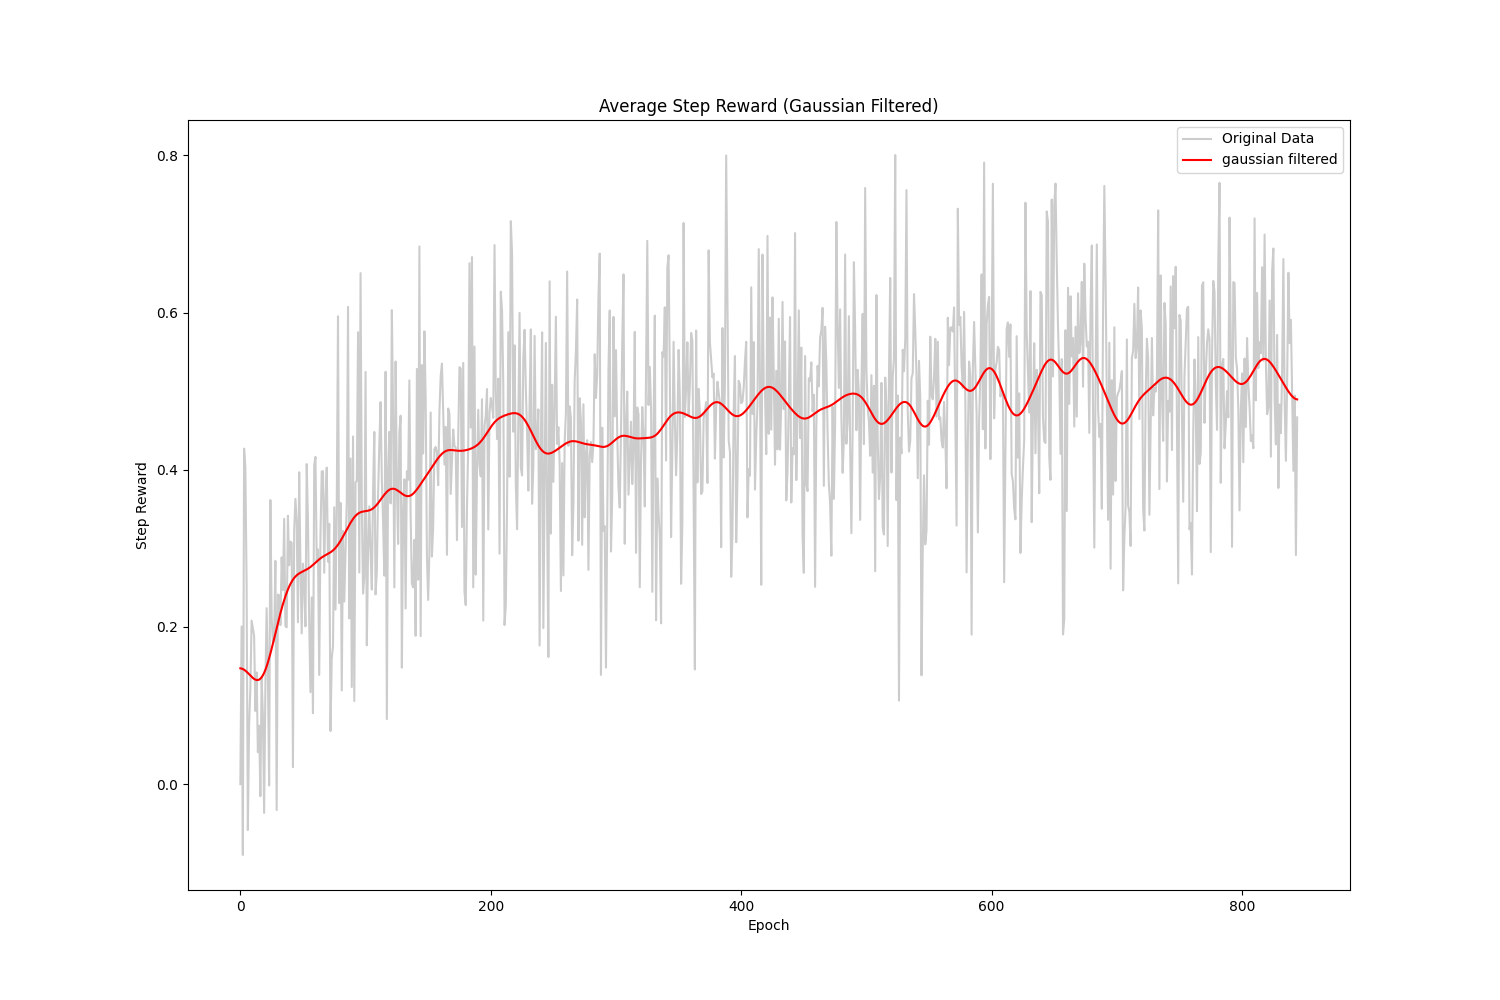 Average Step Reward (Gaussian Filtered)
Original Data
gaussian filtered
0.8
0.6
0.4
0.2
0.0
Step Reward
0 200 400 600 800
Epoch